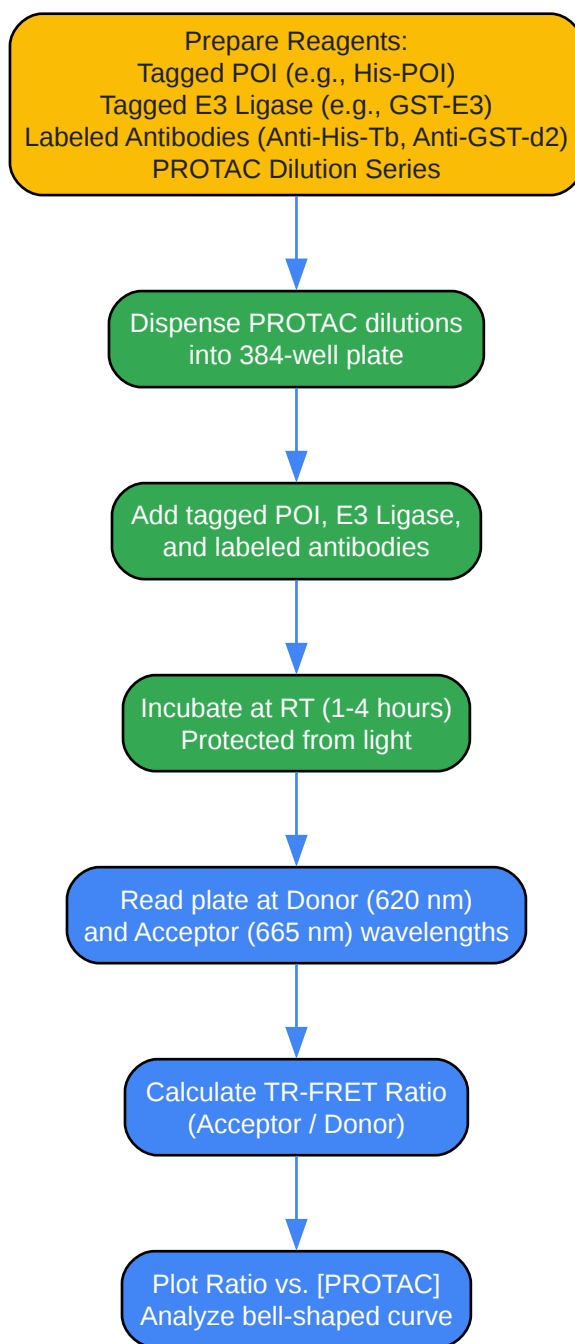 Prepare Reagents:
Tagged POI (e.g., His-POI)
Tagged E3 Ligase (e.g., GST-E3)
Labeled Antibodies (Anti-His-Tb, Anti-GST-d2)
PROTAC Dilution Series
Dispense PROTAC dilutions
into 384-well plate
Add tagged POI, E3 Ligase,
and labeled antibodies
Incubate at RT (1-4 hours)
Protected from light
Read plate at Donor (620 nm)
and Acceptor (665 nm) wavelengths
Calculate TR-FRET Ratio
(Acceptor / Donor)
Plot Ratio vs. [PROTAC]
Analyze bell-shaped curve